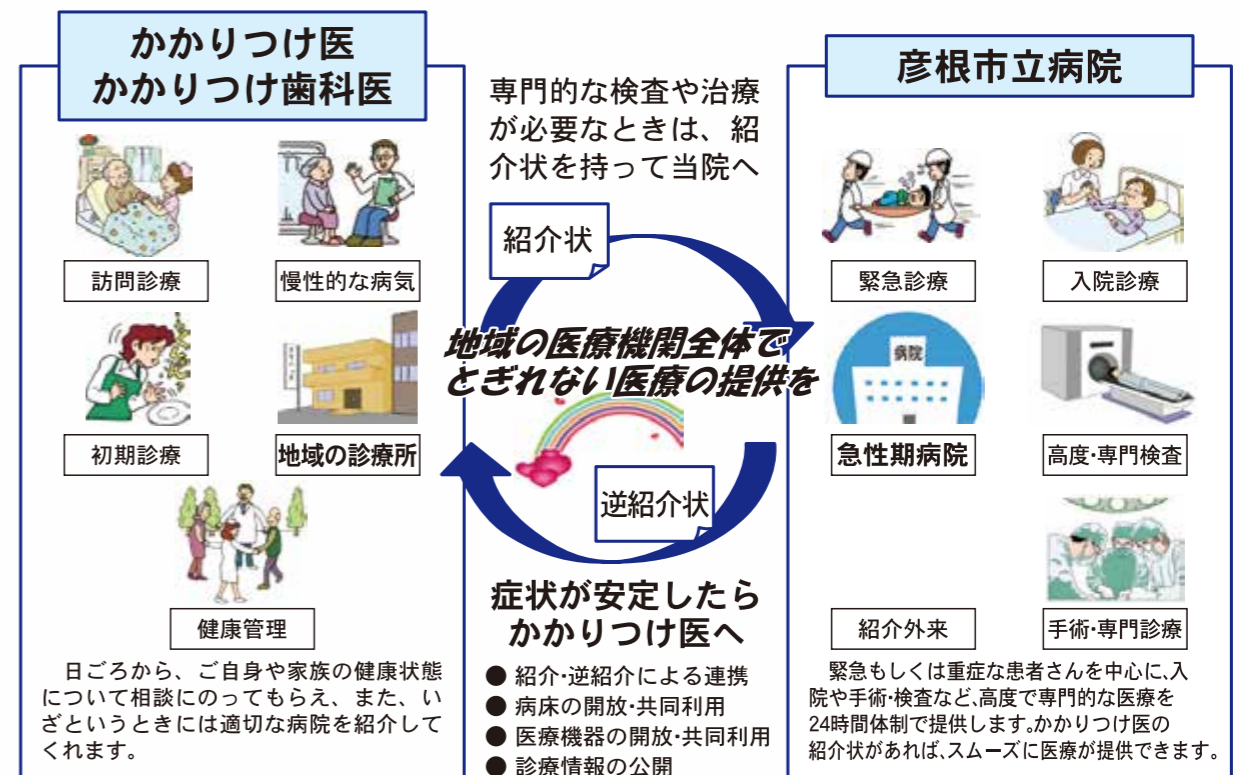 かかりつけ医
かかりつけ歯科医
訪問診療
慢性的な病気
初期診療
地域の診療所
健康管理
日ごろから、ご自身や家族の健康状態
について相談にのってもらえ、また、い
ざというときには適切な病院を紹介して
くれます。
専門的な検査や治療
が必要なときは、紹
介状を持って当院へ
紹介状
地域の医療機関全体で
とぎれない医療の提供を
逆紹介状
症状が安定したら
かかりつけ医へ
● 紹介・逆紹介による連携
● 病床の開放・共同利用
● 医療機器の開放・共同利用
● 診療情報の公開
彦根市立病院
緊急診療
入院診療
病院
急性期病院
高度・専門検査
紹介外来
手術・専門診療
緊急もしくは重症な患者さんを中心に、入
院や手術・検査など、高度で専門的な医療を
24時間体制で提供します。かかりつけ医の
紹介状があれば、スムーズに医療が提供できます。